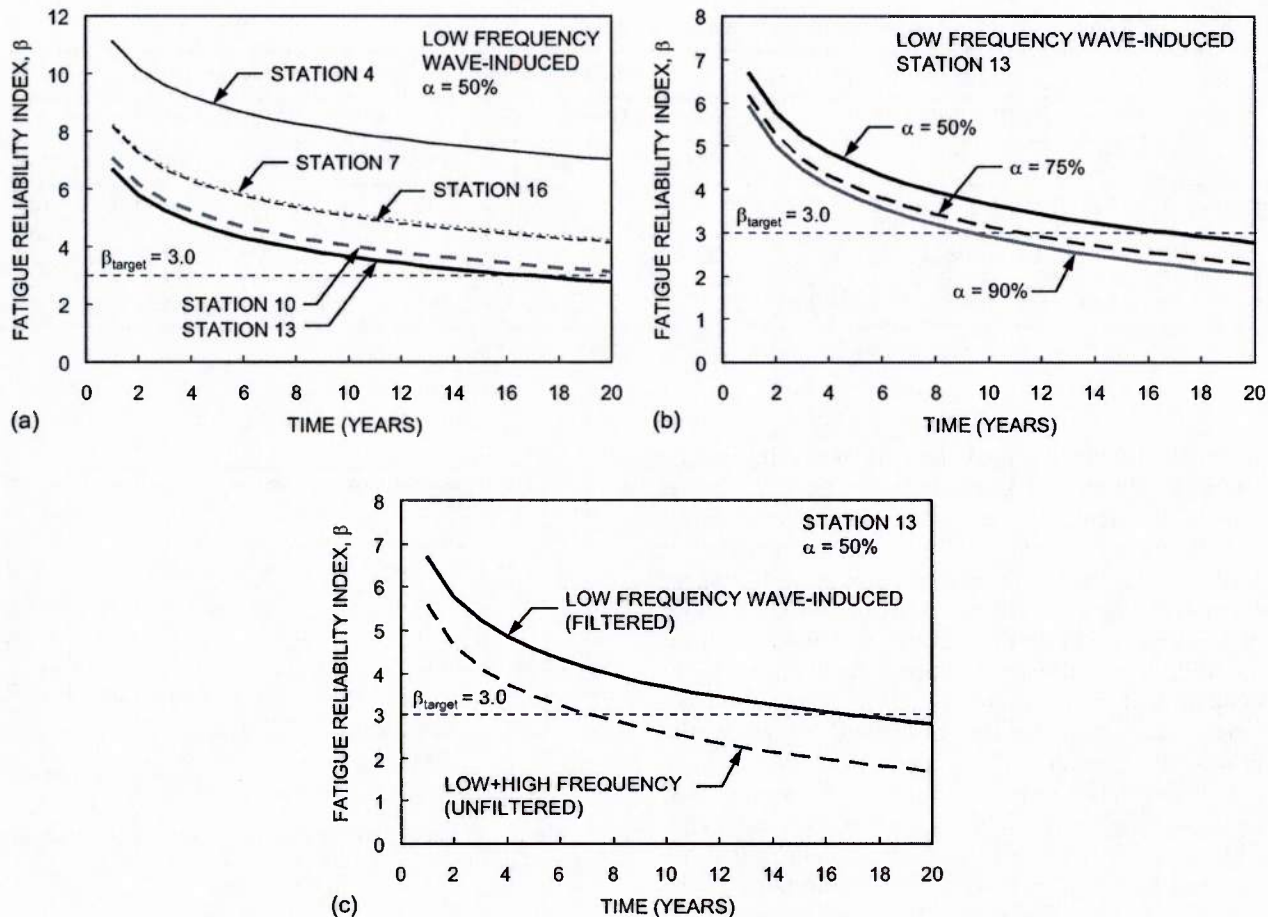 12
10
8
6
4
2
0
FATIGUE RELIABILITY INDEX, β
LOW FREQUENCY
WAVE-INDUCED
α = 50%
STATION 4
STATION 7
STATION 16
βtarget = 3.0
STATION 10
STATION 13
0 2 4 6 8 10 12 14 16 18 20
TIME (YEARS)
(a)
8
7
6
5
4
3
2
1
0
FATIGUE RELIABILITY INDEX, β
LOW FREQUENCY WAVE-INDUCED
STATION 13
α = 50%
α = 75%
βtarget = 3.0
α = 90%
0 2 4 6 8 10 12 14 16 18 20
TIME (YEARS)
(b)
8
7
6
5
4
3
2
1
0
FATIGUE RELIABILITY INDEX, β
STATION 13
α = 50%
LOW FREQUENCY WAVE-INDUCED
(FILTERED)
βtarget = 3.0
LOW+HIGH FREQUENCY
(UNFILTERED)
0 2 4 6 8 10 12 14 16 18 20
TIME (YEARS)
(c)